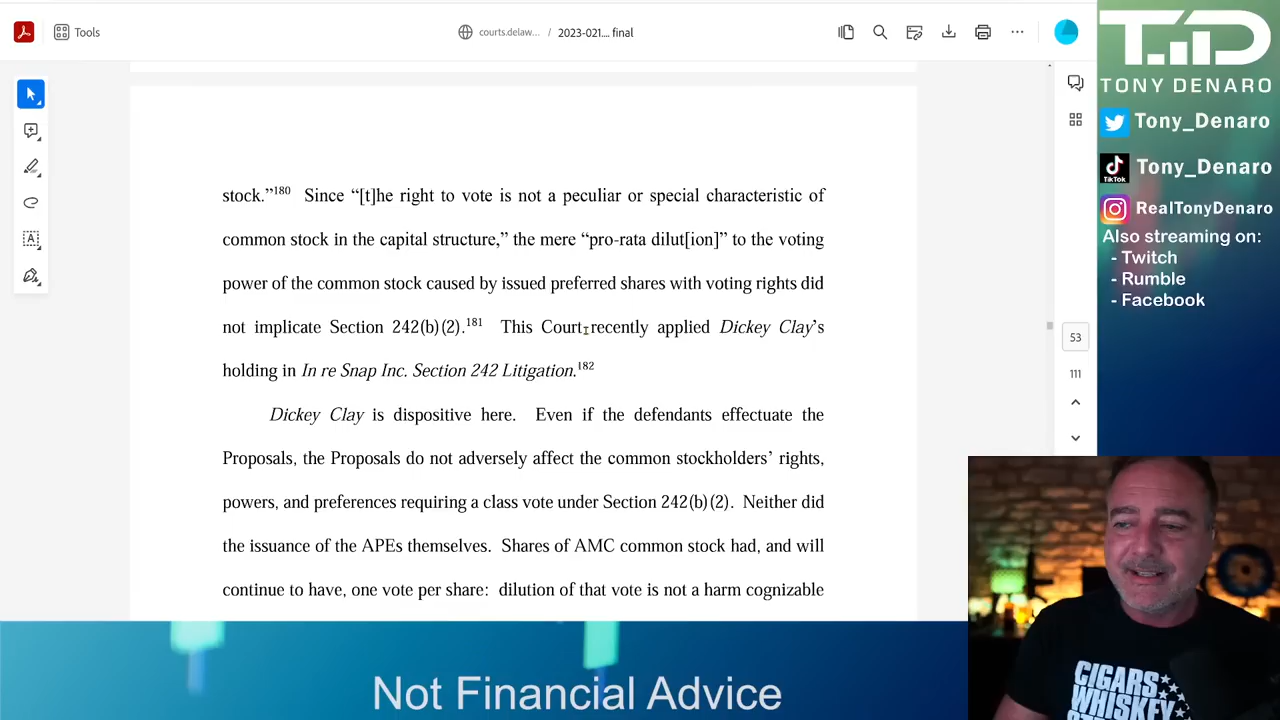 Tools
courts.delaw... / 2023-021.... final
stock.”180 Since “[t]he right to vote is not a peculiar or special characteristic of
common stock in the capital structure,” the mere “pro-rata dilut[ion]” to the voting
power of the common stock caused by issued preferred shares with voting rights did
not implicate Section 242(b)(2).181 This Court recently applied Dickey Clay’s
holding in In re Snap Inc. Section 242 Litigation.182
Dickey Clay is dispositive here. Even if the defendants effectuate the
Proposals, the Proposals do not adversely affect the common stockholders’ rights,
powers, and preferences requiring a class vote under Section 242(b)(2). Neither did
the issuance of the APEs themselves. Shares of AMC common stock had, and will
continue to have, one vote per share: dilution of that vote is not a harm cognizable
53
111
T.D
TONY DENARO
Tony_Denaro
TikTok
Tony_Denaro
RealTonyDenaro
Also streaming on:
- Twitch
- Rumble
- Facebook
CIGARS
WHISKEY
Not Financial Advice